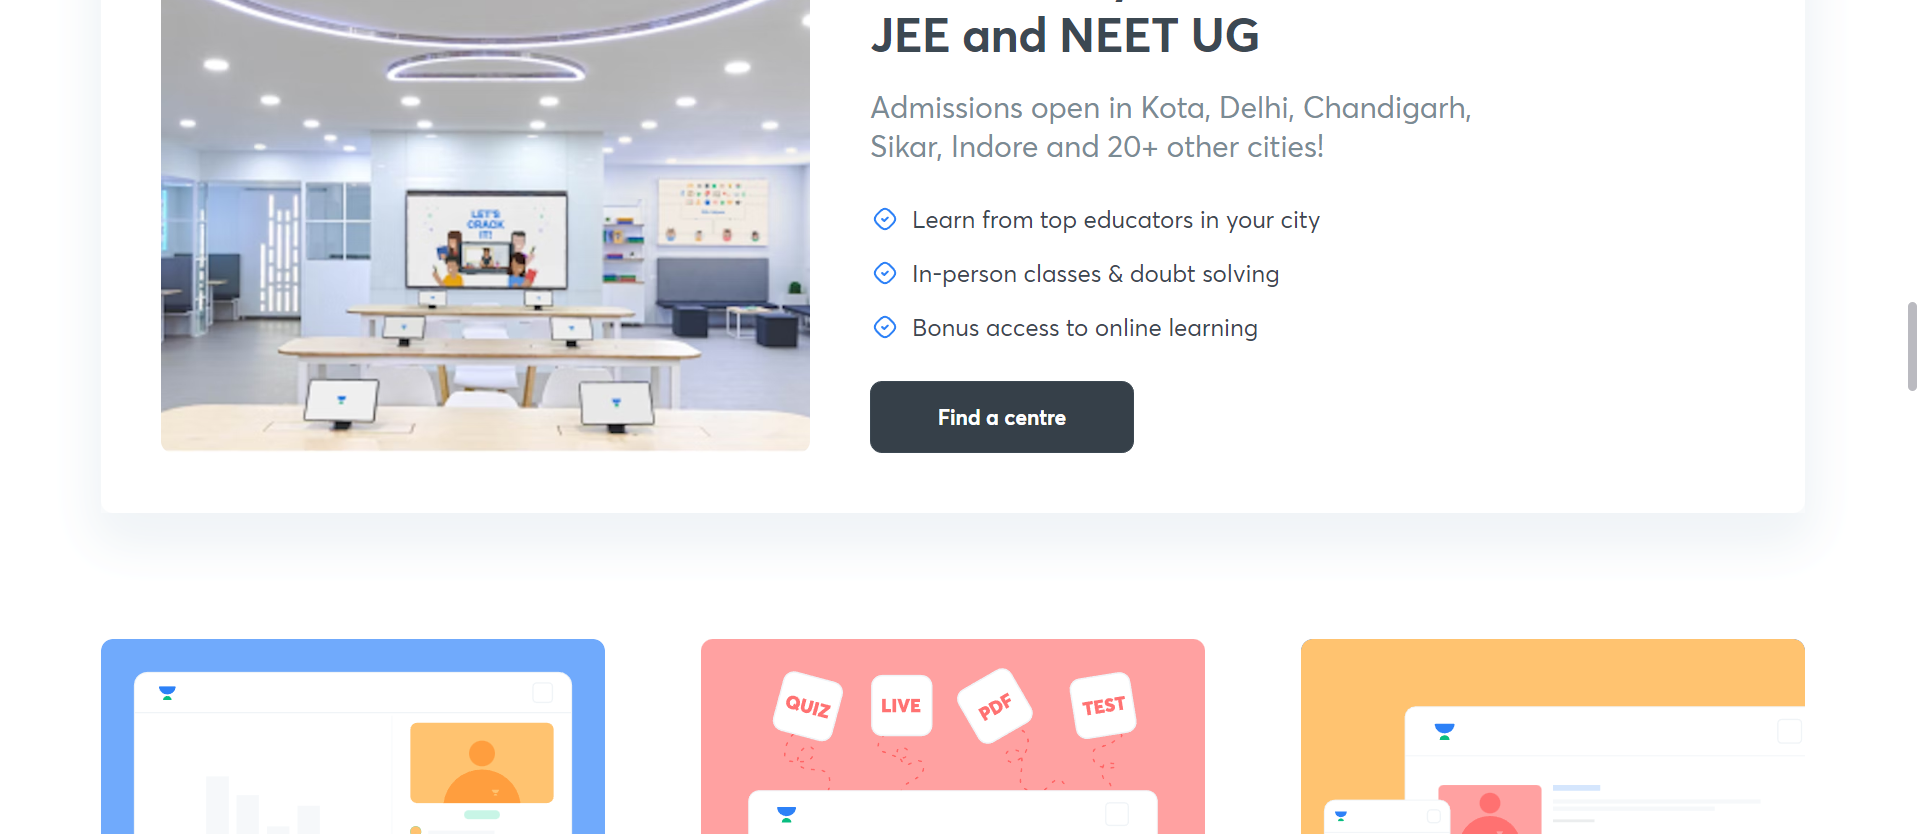 JEE and NEET UG
Admissions open in Kota, Delhi, Chandigarh,
Sikar, Indore and 20+ other cities!
LET'S
CRACK
IT!
Learn from top educators in your city
In-person classes & doubt solving
Bonus access to online learning
Find a centre
QUIZ
LIVE
PDF
TEST